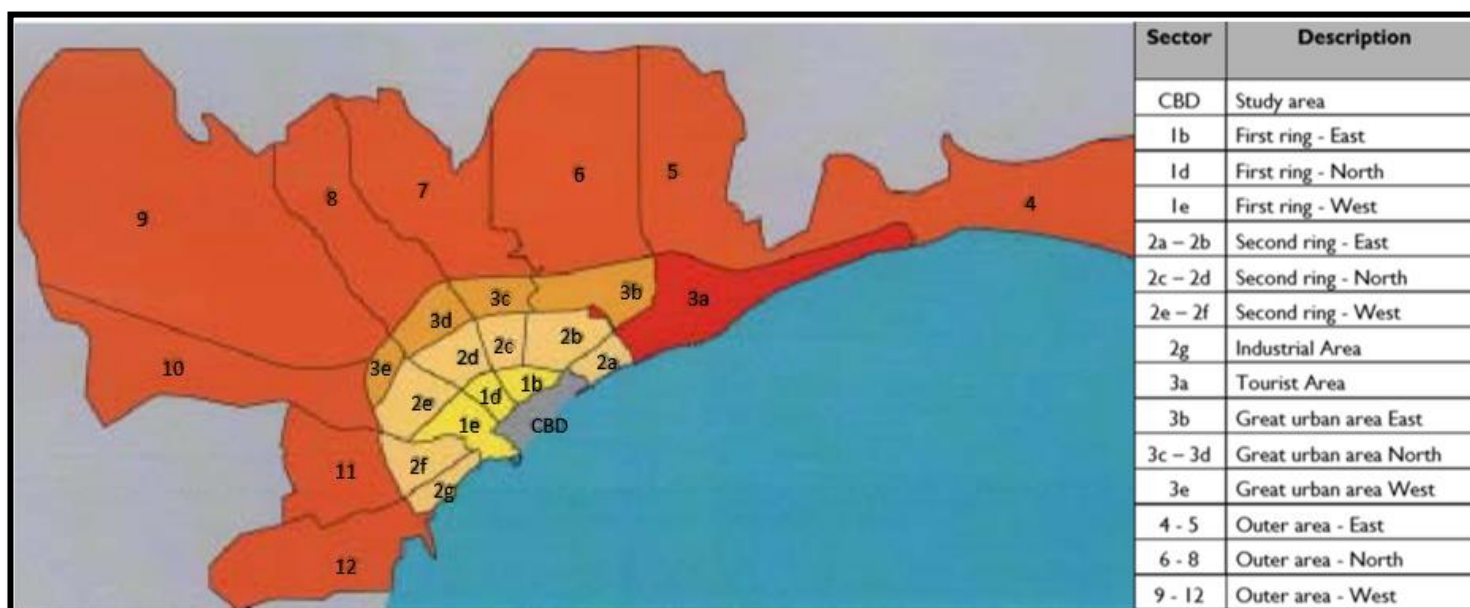 9
8
7
6
5
4
3c
3b
3a
3d
2b
2c
2d
2a
3e
10
1b
1d
2e
1e
CBD
2f
11
2g
12
Sector Description
CBD Study area
1b First ring - East
1d First ring - North
1e First ring - West
2a – 2b Second ring - East
2c – 2d Second ring - North
2e – 2f Second ring - West
2g Industrial Area
3a Tourist Area
3b Great urban area East
3c – 3d Great urban area North
3e Great urban area West
4 - 5 Outer area - East
6 - 8 Outer area - North
9 - 12 Outer area - West